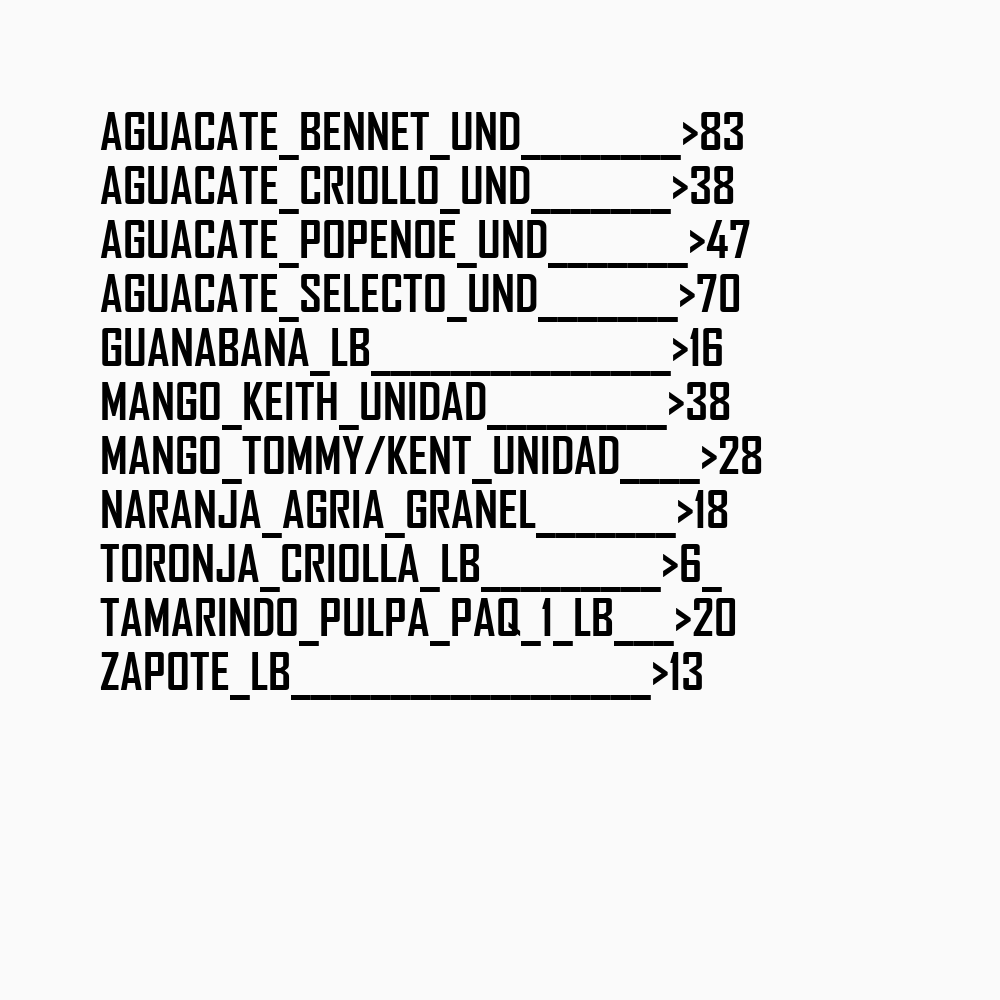 AGUACATE_BENNET_UND________>83
AGUACATE_CRIOLLO_UND_______>38
AGUACATE_POPENOE_UND_______>47
AGUACATE_SELECTO_UND_______>70
GUANABANA_LB_______________>16
MANGO_KEITH_UNIDAD_________>38
MANGO_TOMMY/KENT_UNIDAD____>28
NARANJA_AGRIA_GRANEL_______>18
TORONJA_CRIOLLA_LB_________>6_
TAMARINDO_PULPA_PAQ_1_LB___>20
ZAPOTE_LB__________________>13